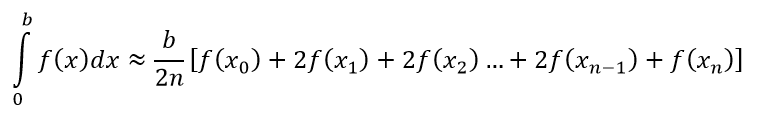 ∫₀ᵇ f(x)dx ≈ b/2n [f(x₀) + 2f(x₁) + 2f(x₂) … + 2f(xₙ₋₁) + f(xₙ)]